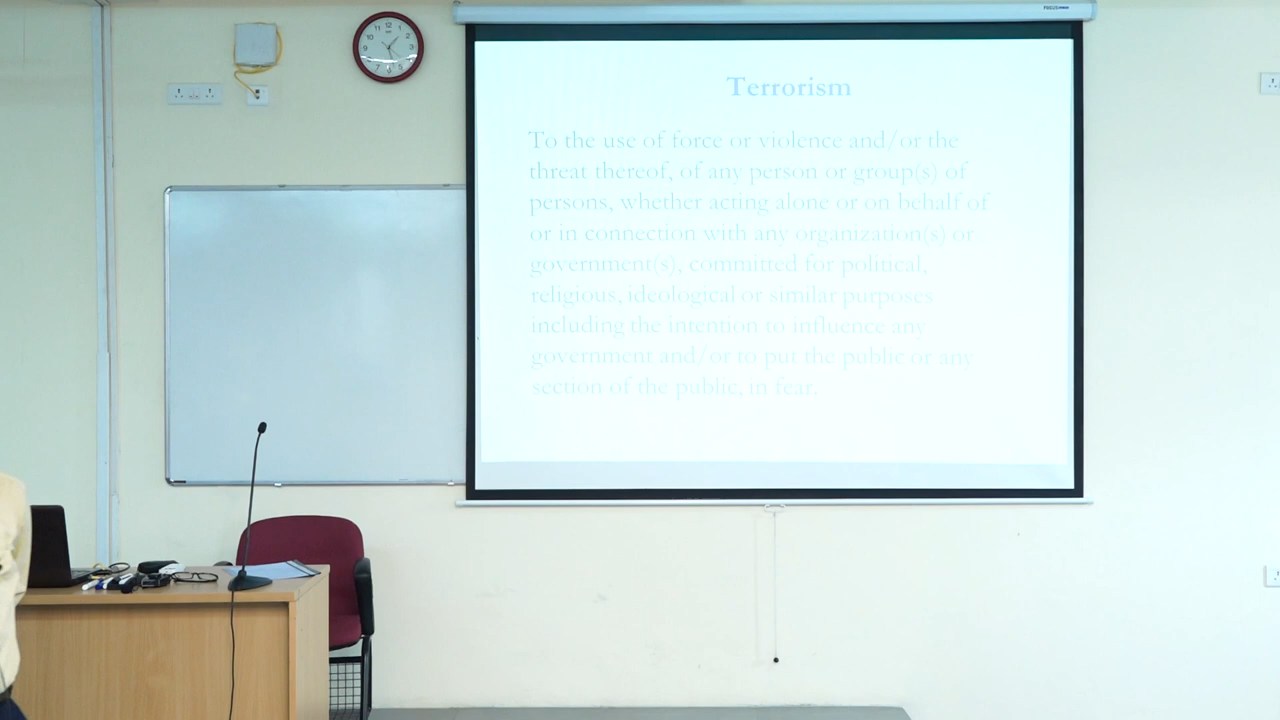 Terrorism
To the use of force or violence and/or the
threat thereof, of any person or group(s) of
persons, whether acting alone or on behalf of
or in connection with any organization(s) or
government(s), committed for political,
religious, ideological or similar purposes
including the intention to influence any
government and/or to put the public or any
section of the public, in fear.